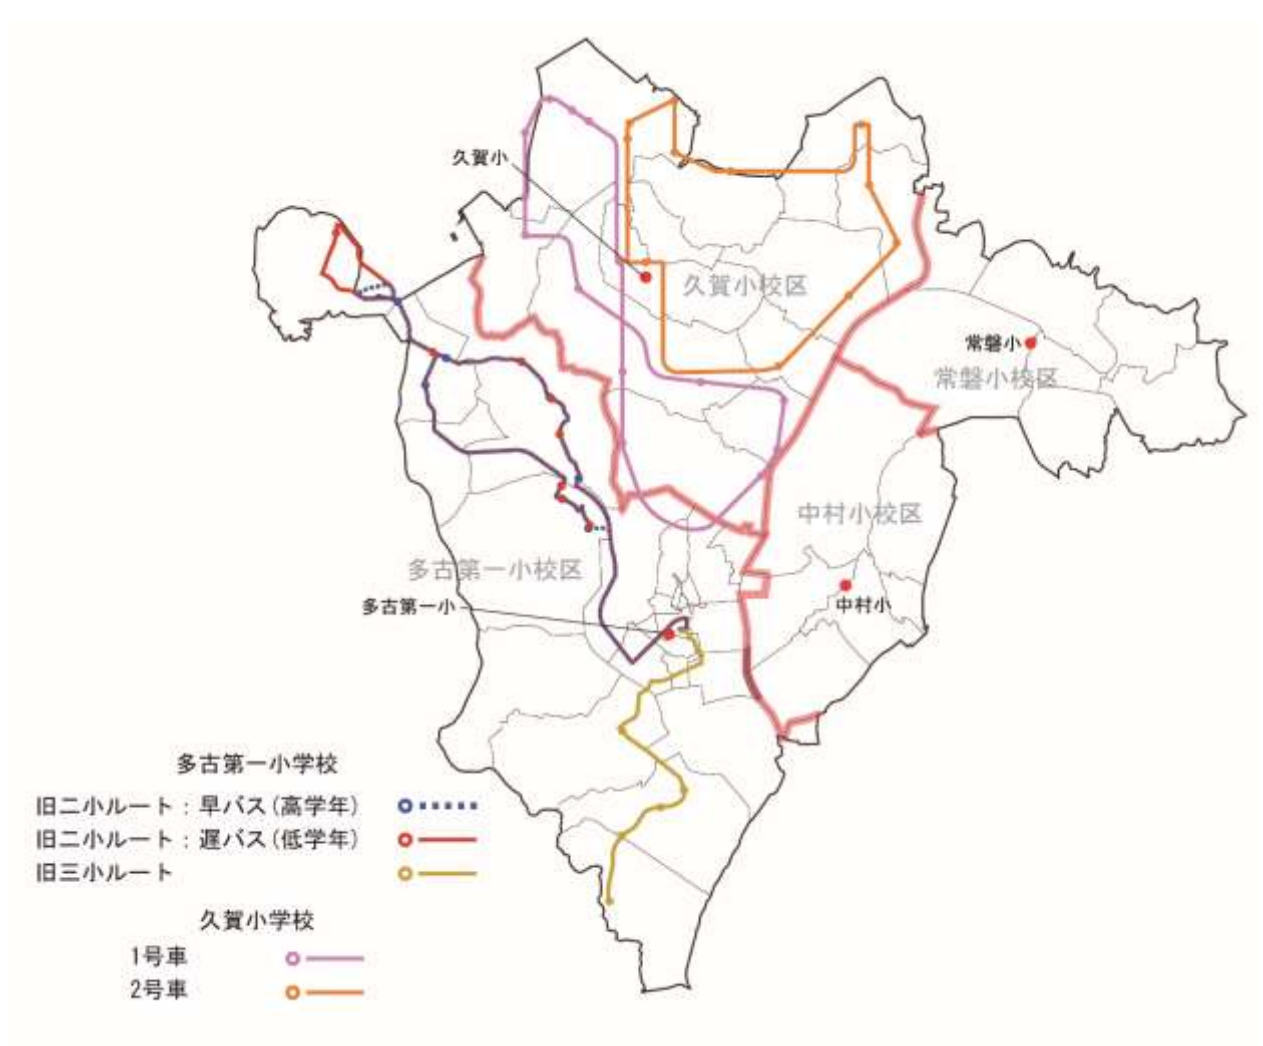 久賀小
久賀小校区
常磐小
常磐小校区
中村小校区
多古第一小校区
多古第一小
中村小
多古第一小学校
旧二小ルート：早バス(高学年)
旧二小ルート：遅バス(低学年)
旧三小ルート
久賀小学校
1号車
2号車